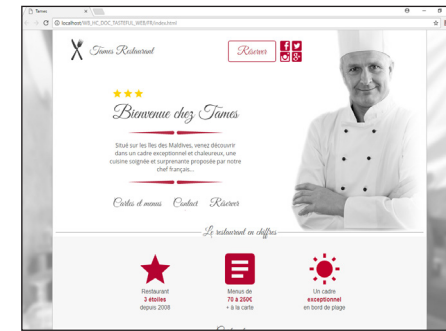 Tames
localhost/WB_HC_DOC_TASTEFUL_WEB/FR/index.html
Tames Restaurant
Réserver
Bienvenue chez Tames
Situé sur les îles des Maldives, venez découvrir
dans un cadre exceptionnel et chaleureux, une
cuisine soignée et surprenante proposée par notre
chef français...
Cartes et menus Contact Réserver
Le restaurant en chiffres
Restaurant
3 étoiles
depuis 2008
Menus de
70 à 250€
+ à la carte
Un cadre
exceptionnel
en bord de plage